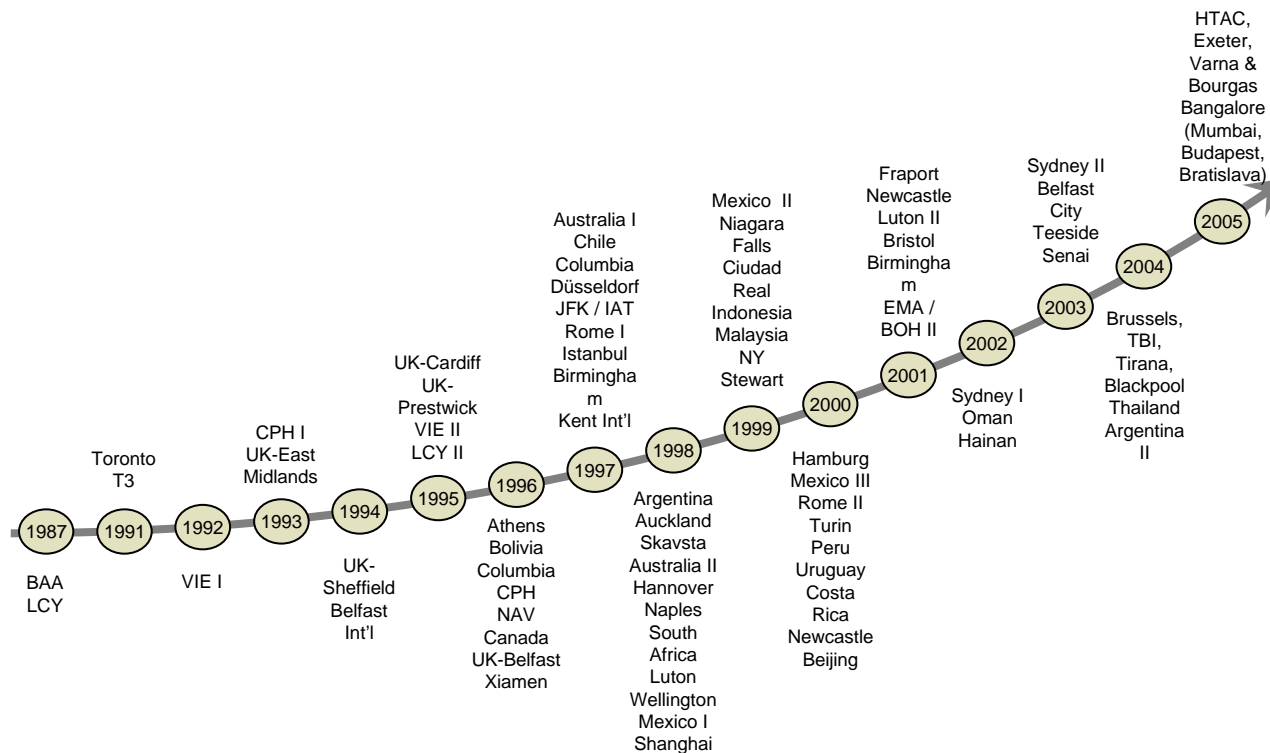 1987
BAA
LCY
Toronto
T3
1991
1992
VIE I
CPH I
UK-East
Midlands
1993
1994
UK-
Sheffield
Belfast
Int'l
UK-Cardiff
UK-
Prestwick
VIE II
LCY II
1995
1996
Athens
Bolivia
Columbia
CPH
NAV
Canada
UK-Belfast
Xiamen
Australia I
Chile
Columbia
Düsseldorf
JFK / IAT
Rome I
Istanbul
Birmingha
m
Kent Int'l
1997
1998
Argentina
Auckland
Skavsta
Australia II
Hannover
Naples
South
Africa
Luton
Wellington
Mexico I
Shanghai
Mexico  II
Niagara
Falls
Ciudad
Real
Indonesia
Malaysia
NY
Stewart
1999
2000
Hamburg
Mexico III
Rome II
Turin
Peru
Uruguay
Costa
Rica
Newcastle
Beijing
Fraport
Newcastle
Luton II
Bristol
Birmingha
m
EMA /
BOH II
2001
2002
Sydney I
Oman
Hainan
Sydney II
Belfast
City
Teeside
Senai
2003
2004
Brussels,
TBI,
Tirana,
Blackpool
Thailand
Argentina
II
HTAC,
Exeter,
Varna &
Bourgas
Bangalore
(Mumbai,
Budapest,
Bratislava)
2005